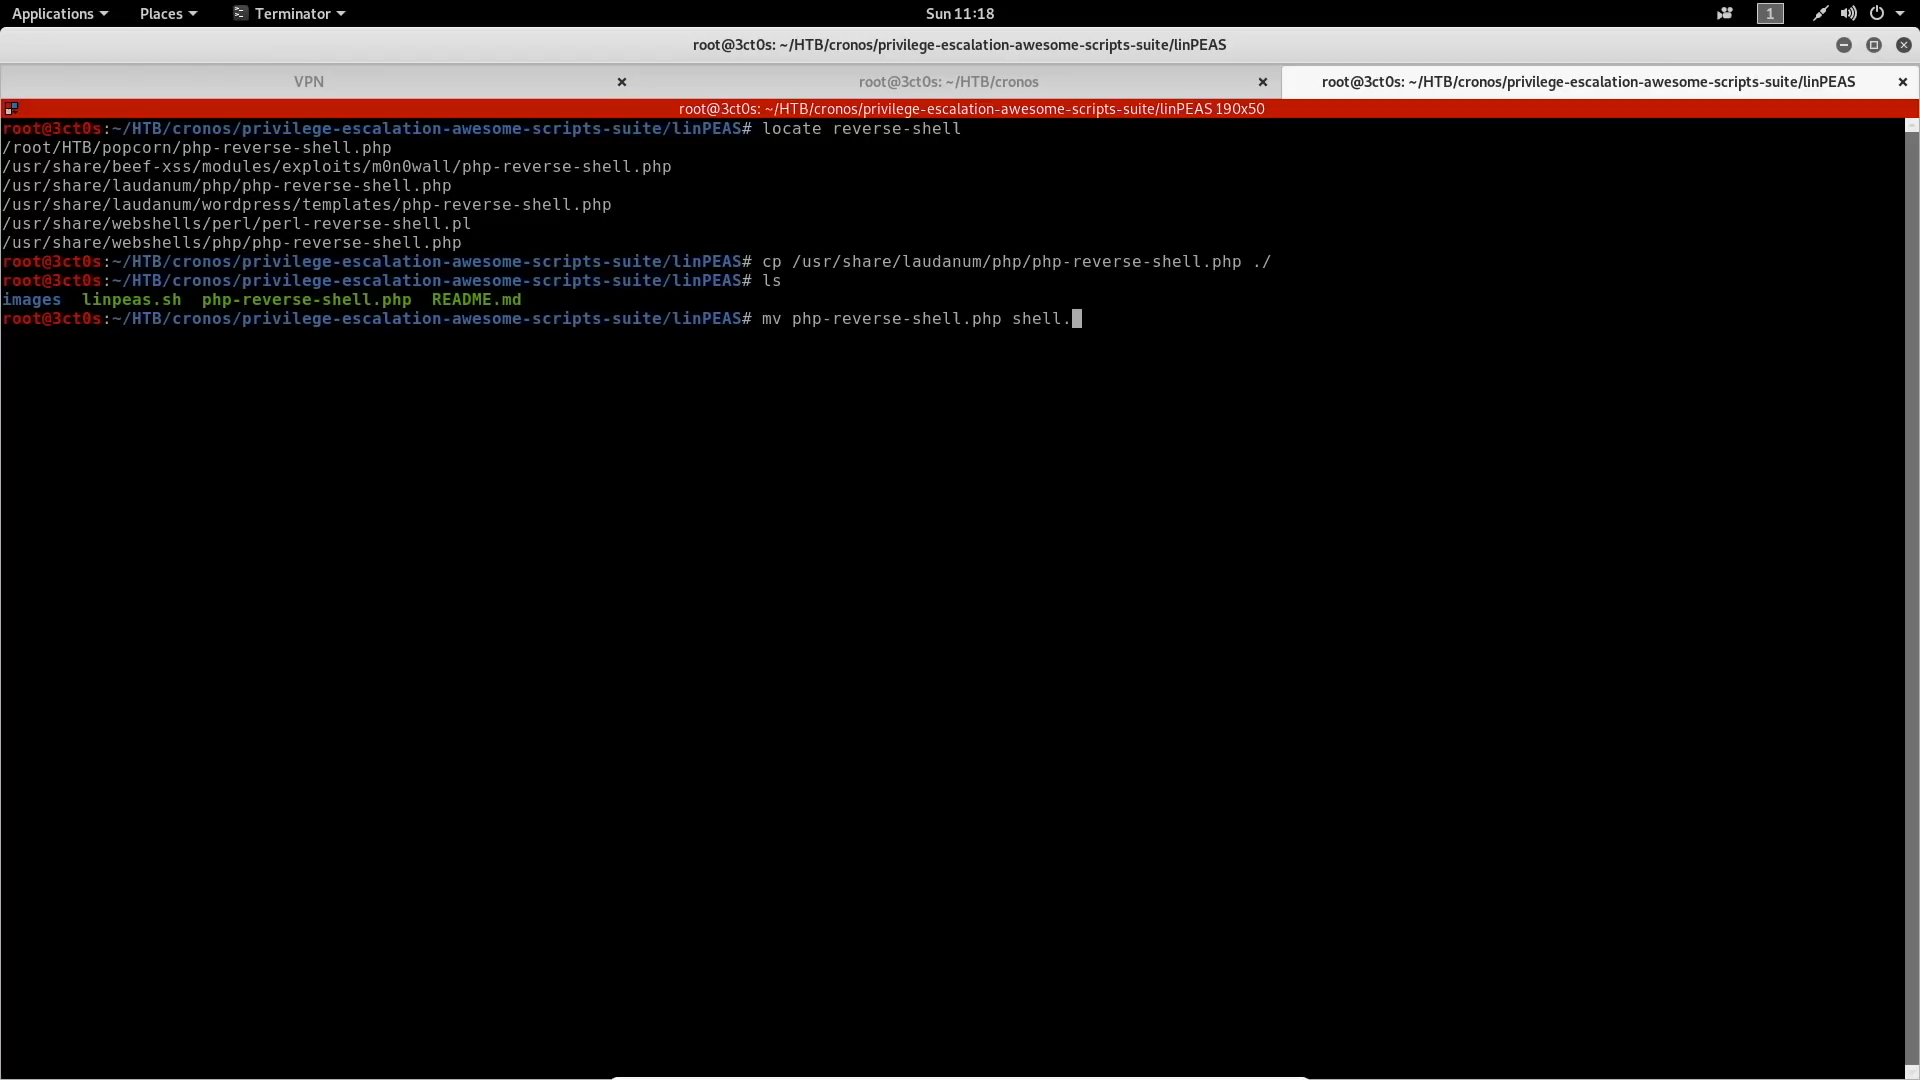 Applications Places Terminator Sun 11:18 1
root@3ct0s: ~/HTB/cronos/privilege-escalation-awesome-scripts-suite/linPEAS
VPN root@3ct0s: ~/HTB/cronos root@3ct0s: ~/HTB/cronos/privilege-escalation-awesome-scripts-suite/linPEAS
root@3ct0s: ~/HTB/cronos/privilege-escalation-awesome-scripts-suite/linPEAS 190x50
root@3ct0s:~/HTB/cronos/privilege-escalation-awesome-scripts-suite/linPEAS# locate reverse-shell
/root/HTB/popcorn/php-reverse-shell.php
/usr/share/beef-xss/modules/exploits/m0n0wall/php-reverse-shell.php
/usr/share/laudanum/php/php-reverse-shell.php
/usr/share/laudanum/wordpress/templates/php-reverse-shell.php
/usr/share/webshells/perl/perl-reverse-shell.pl
/usr/share/webshells/php/php-reverse-shell.php
root@3ct0s:~/HTB/cronos/privilege-escalation-awesome-scripts-suite/linPEAS# cp /usr/share/laudanum/php/php-reverse-shell.php ./
root@3ct0s:~/HTB/cronos/privilege-escalation-awesome-scripts-suite/linPEAS# ls
images  linpeas.sh  php-reverse-shell.php  README.md
root@3ct0s:~/HTB/cronos/privilege-escalation-awesome-scripts-suite/linPEAS# mv php-reverse-shell.php shell.